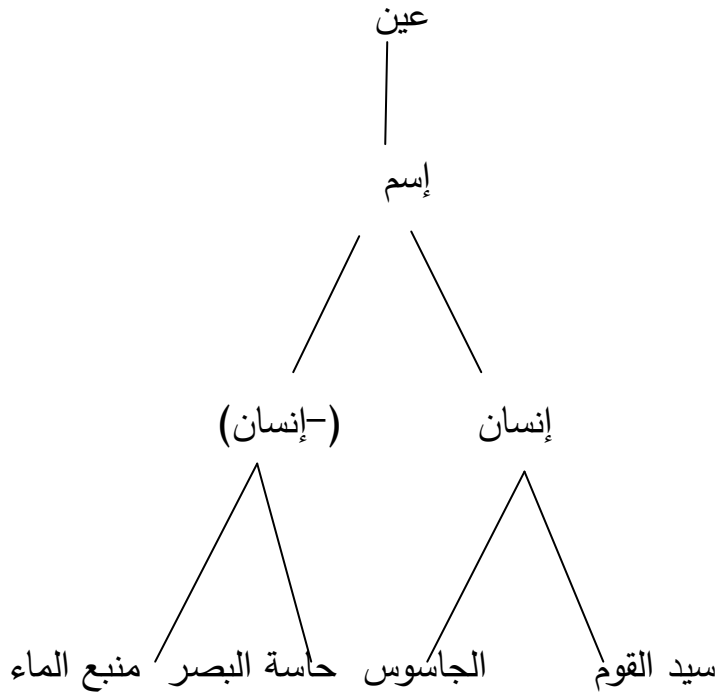 عين
إسم
إنسان (-إنسان)
سيد القوم الجاسوس حاسة البصر منبع الماء